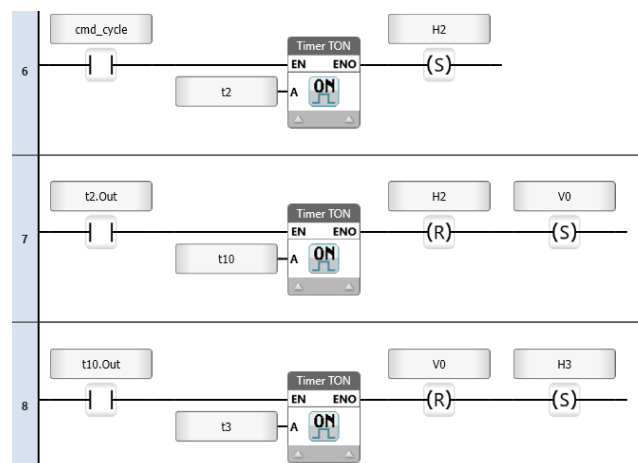 cmd_cycle H2
Timer TON
EN ENO (S)
6
t2 A ON
t2.Out H2 V0
Timer TON
EN ENO (R) (S)
7
t10 A ON
t10.Out V0 H3
Timer TON
EN ENO (R) (S)
8
t3 A ON